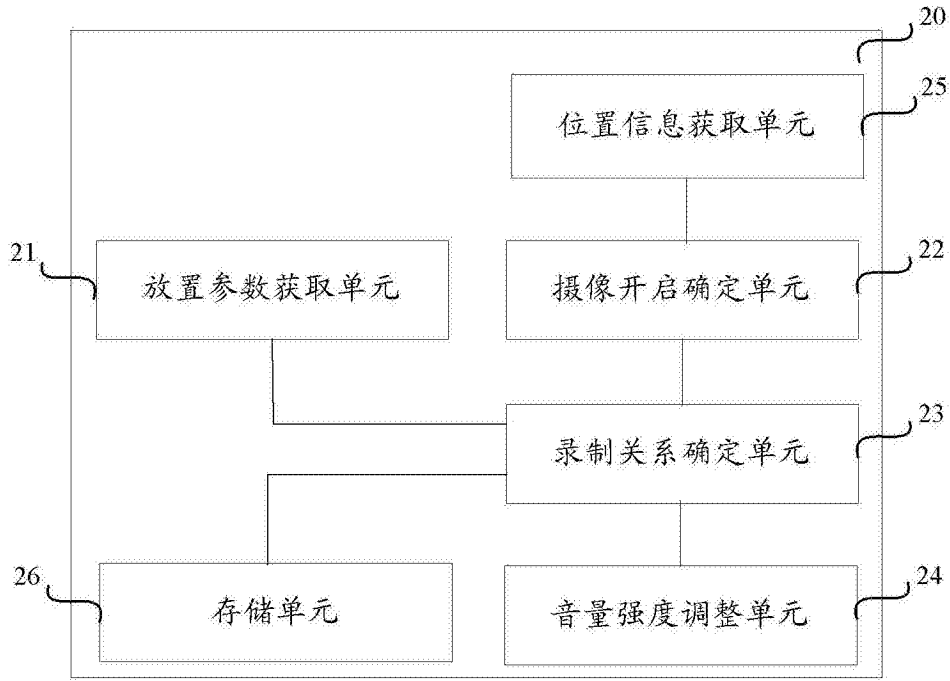 20
25
位置信息获取单元
21
放置参数获取单元
22
摄像开启确定单元
23
录制关系确定单元
26
存储单元
24
音量强度调整单元